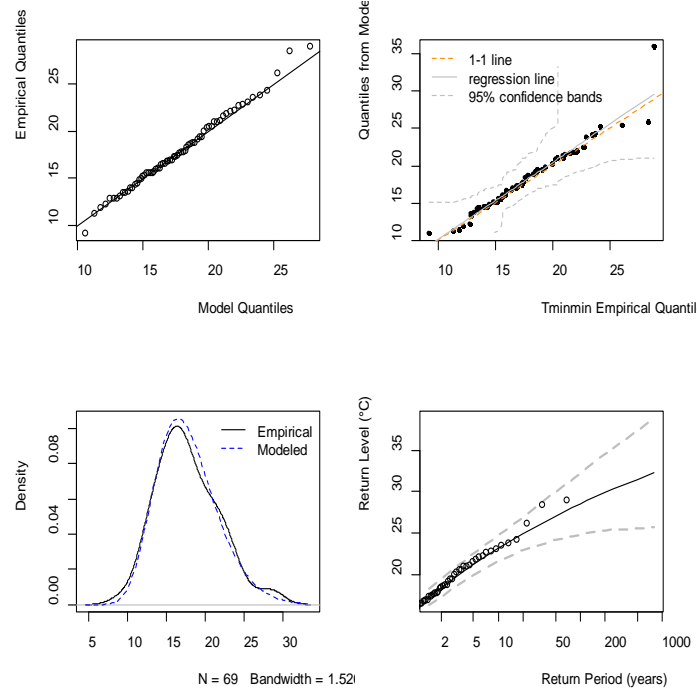 Empirical Quantiles
25
20
15
10
10 15 20 25
Model Quantiles
Quantiles from Mode
35
30
25
20
15
10
1-1 line
regression line
95% confidence bands
10 15 20 25
Tminmin Empirical Quantil
Density
0.08
0.04
0.00
Empirical
Modeled
5 10 15 20 25 30
N = 69 Bandwidth = 1.52
Return Level (°C)
35
30
25
20
2 5 10 20 50 200 1000
Return Period (years)